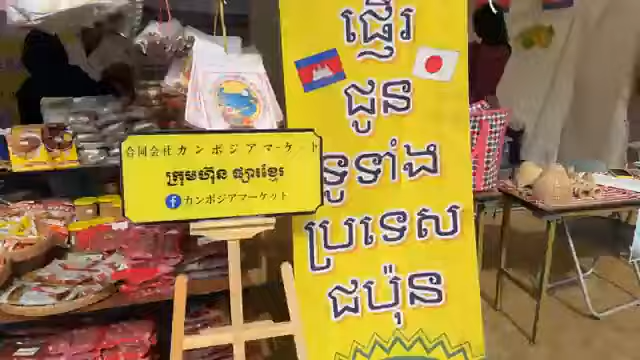 合同会社カンボジアマーケット
ក្រុមហ៊ុន ផ្សារខ្មែរ
カンボジアマーケット
ផ្ញើរ
ជូន
ទូទាំង
ប្រទេស
ជប៉ុន